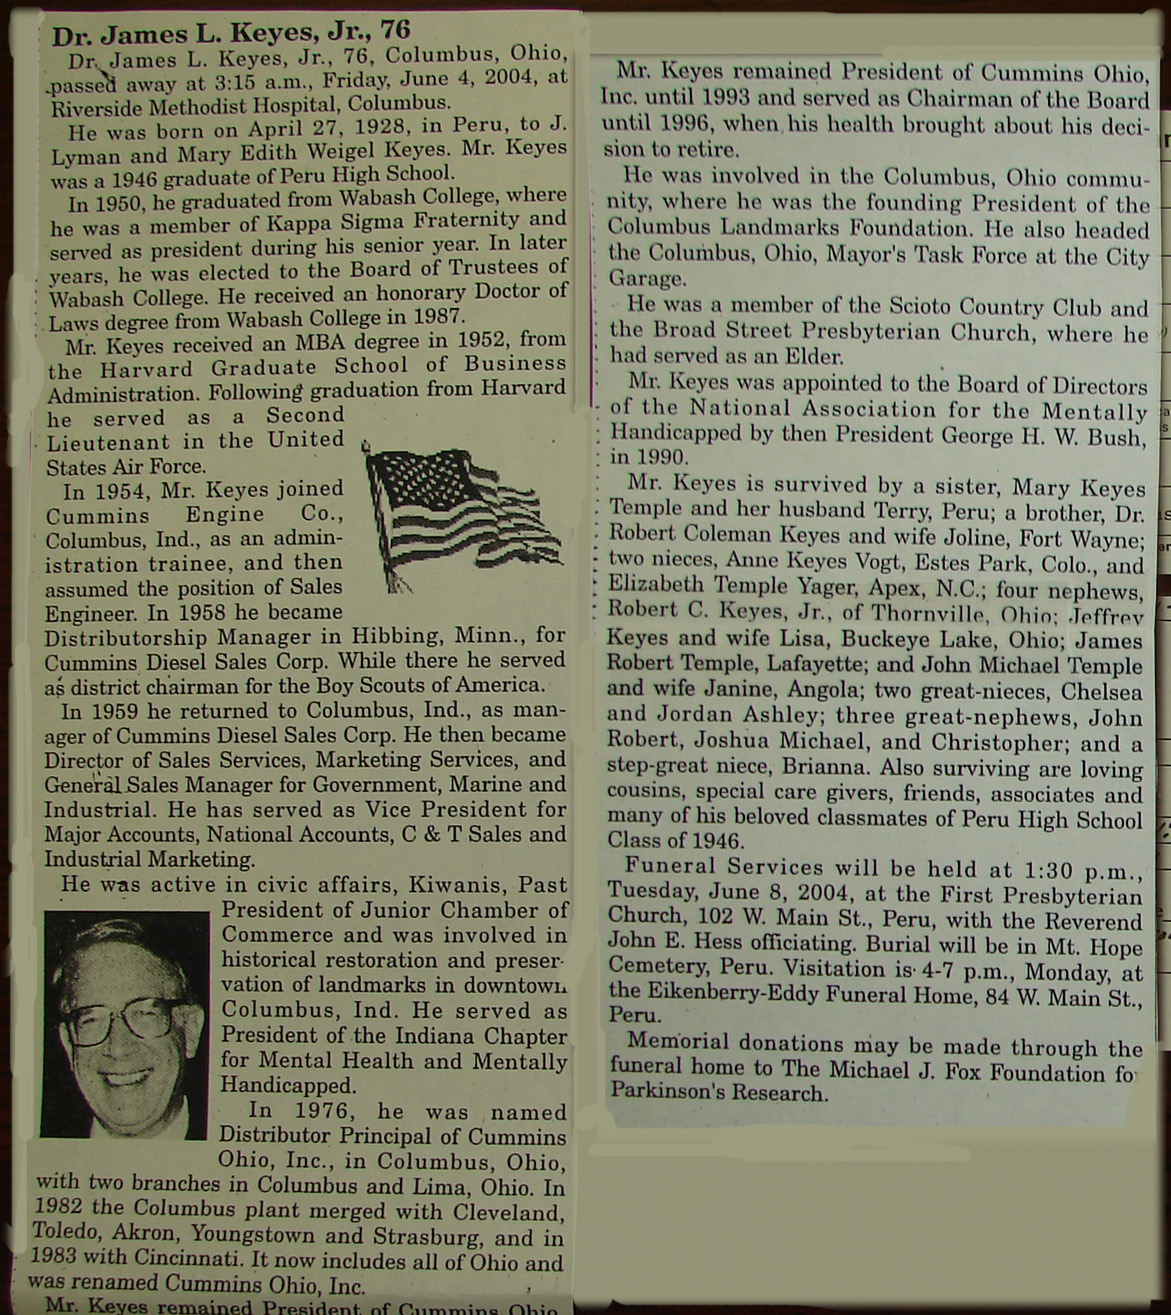 Dr. James L. Keyes, Jr., 76
Dr. James L. Keyes, Jr., 76, Columbus, Ohio,
passed away at 3:15 a.m., Friday, June 4, 2004, at
Riverside Methodist Hospital, Columbus.
He was born on April 27, 1928, in Peru, to J.
Lyman and Mary Edith Weigel Keyes. Mr. Keyes
was a 1946 graduate of Peru High School.
In 1950, he graduated from Wabash College, where
he was a member of Kappa Sigma Fraternity and
served as president during his senior year. In later
years, he was elected to the Board of Trustees of
Wabash College. He received an honorary Doctor of
Laws degree from Wabash College in 1987.
Mr. Keyes received an MBA degree in 1952, from
the Harvard Graduate School of Business
Administration. Following graduation from Harvard
he served as a Second
Lieutenant in the United
States Air Force.
In 1954, Mr. Keyes joined
Cummins Engine Co.,
Columbus, Ind., as an admin-
istration trainee, and then
assumed the position of Sales
Engineer. In 1958 he became
Distributorship Manager in Hibbing, Minn., for
Cummins Diesel Sales Corp. While there he served
as district chairman for the Boy Scouts of America.
In 1959 he returned to Columbus, Ind., as man-
ager of Cummins Diesel Sales Corp. He then became
Director of Sales Services, Marketing Services, and
General Sales Manager for Government, Marine and
Industrial. He has served as Vice President for
Major Accounts, National Accounts, C & T Sales and
Industrial Marketing.
He was active in civic affairs, Kiwanis, Past
President of Junior Chamber of
Commerce and was involved in
historical restoration and preser-
vation of landmarks in downtown
Columbus, Ind. He served as
President of the Indiana Chapter
for Mental Health and Mentally
Handicapped.
In 1976, he was named
Distributor Principal of Cummins
Ohio, Inc., in Columbus, Ohio,
with two branches in Columbus and Lima, Ohio. In
1982 the Columbus plant merged with Cleveland,
Toledo, Akron, Youngstown and Strasburg, and in
1983 with Cincinnati. It now includes all of Ohio and
was renamed Cummins Ohio, Inc.
Mr. Keyes remained President of Cummins Ohio,
Mr. Keyes remained President of Cummins Ohio,
Inc. until 1993 and served as Chairman of the Board
until 1996, when his health brought about his deci-
sion to retire.
He was involved in the Columbus, Ohio commu-
nity, where he was the founding President of the
Columbus Landmarks Foundation. He also headed
the Columbus, Ohio, Mayor's Task Force at the City
Garage.
He was a member of the Scioto Country Club and
the Broad Street Presbyterian Church, where he
had served as an Elder.
Mr. Keyes was appointed to the Board of Directors
of the National Association for the Mentally
Handicapped by then President George H. W. Bush,
in 1990.
Mr. Keyes is survived by a sister, Mary Keyes
Temple and her husband Terry, Peru; a brother, Dr.
Robert Coleman Keyes and wife Joline, Fort Wayne;
two nieces, Anne Keyes Vogt, Estes Park, Colo., and
Elizabeth Temple Yager, Apex, N.C.; four nephews,
Robert C. Keyes, Jr., of Thornville, Ohio; Jeffrey
Keyes and wife Lisa, Buckeye Lake, Ohio; James
Robert Temple, Lafayette; and John Michael Temple
and wife Janine, Angola; two great-nieces, Chelsea
and Jordan Ashley; three great-nephews, John
Robert, Joshua Michael, and Christopher; and a
step-great niece, Brianna. Also surviving are loving
cousins, special care givers, friends, associates and
many of his beloved classmates of Peru High School
Class of 1946.
Funeral Services will be held at 1:30 p.m.,
Tuesday, June 8, 2004, at the First Presbyterian
Church, 102 W. Main St., Peru, with the Reverend
John E. Hess officiating. Burial will be in Mt. Hope
Cemetery, Peru. Visitation is 4-7 p.m., Monday, at
the Eikenberry-Eddy Funeral Home, 84 W. Main St.,
Peru.
Memorial donations may be made through the
funeral home to The Michael J. Fox Foundation fo
Parkinson's Research.